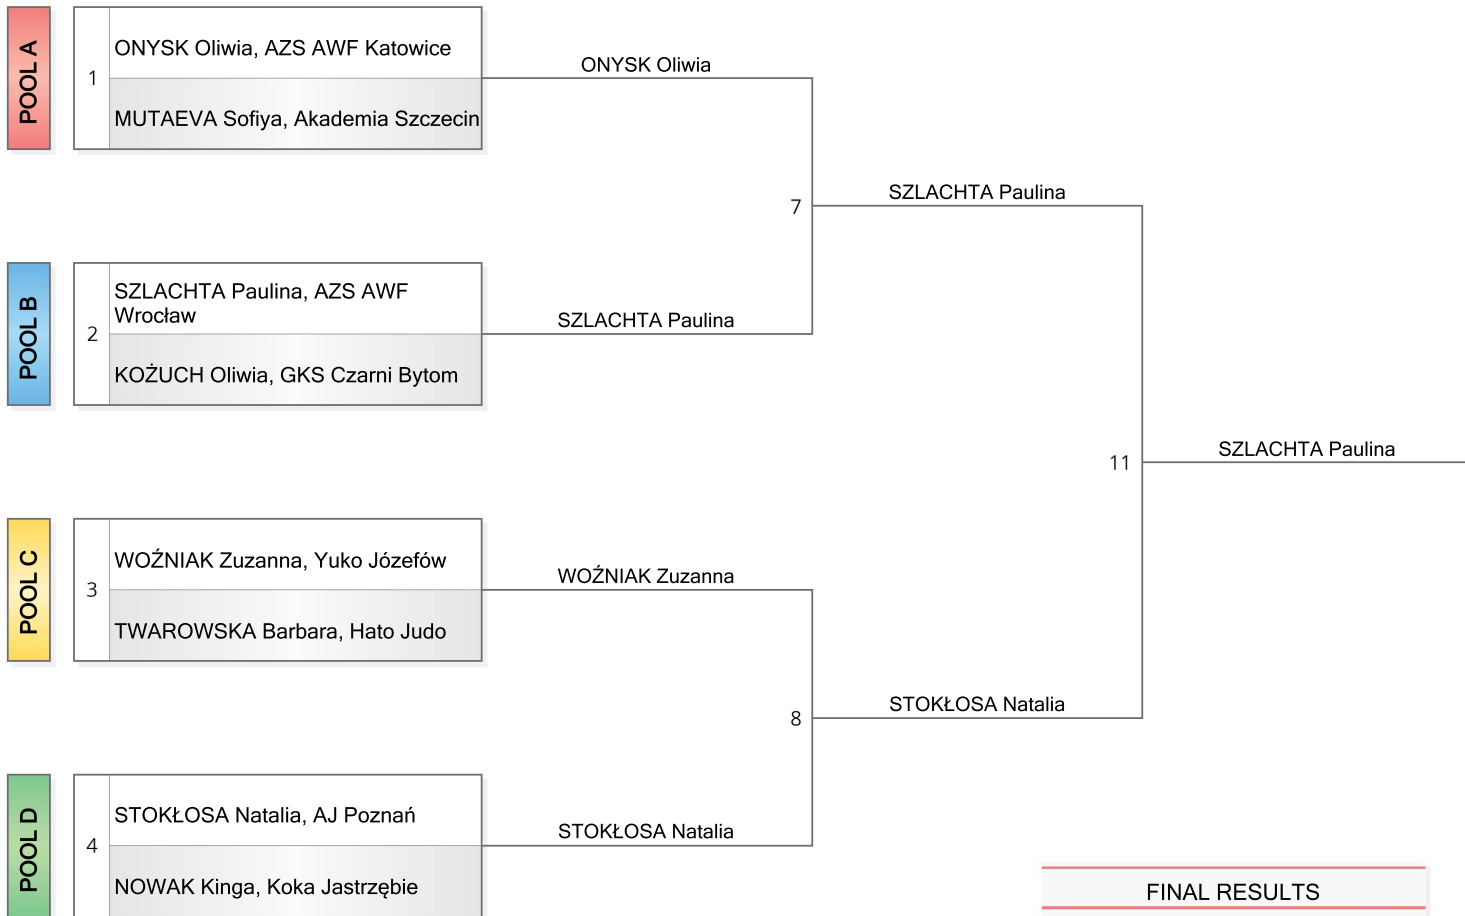 POOL A
1
ONYSK Oliwia, AZS AWF Katowice
MUTAEVA Sofiya, Akademia Szczecin
ONYSK Oliwia
7
SZLACHTA Paulina
POOL B
2
SZLACHTA Paulina, AZS AWF
Wrocław
KOŻUCH Oliwia, GKS Czarni Bytom
SZLACHTA Paulina
11
SZLACHTA Paulina
POOL C
3
WOŹNIAK Zuzanna, Yuko Józefów
TWAROWSKA Barbara, Hato Judo
WOŹNIAK Zuzanna
8
STOKŁOSA Natalia
POOL D
4
STOKŁOSA Natalia, AJ Poznań
NOWAK Kinga, Koka Jastrzębie
STOKŁOSA Natalia
FINAL RESULTS